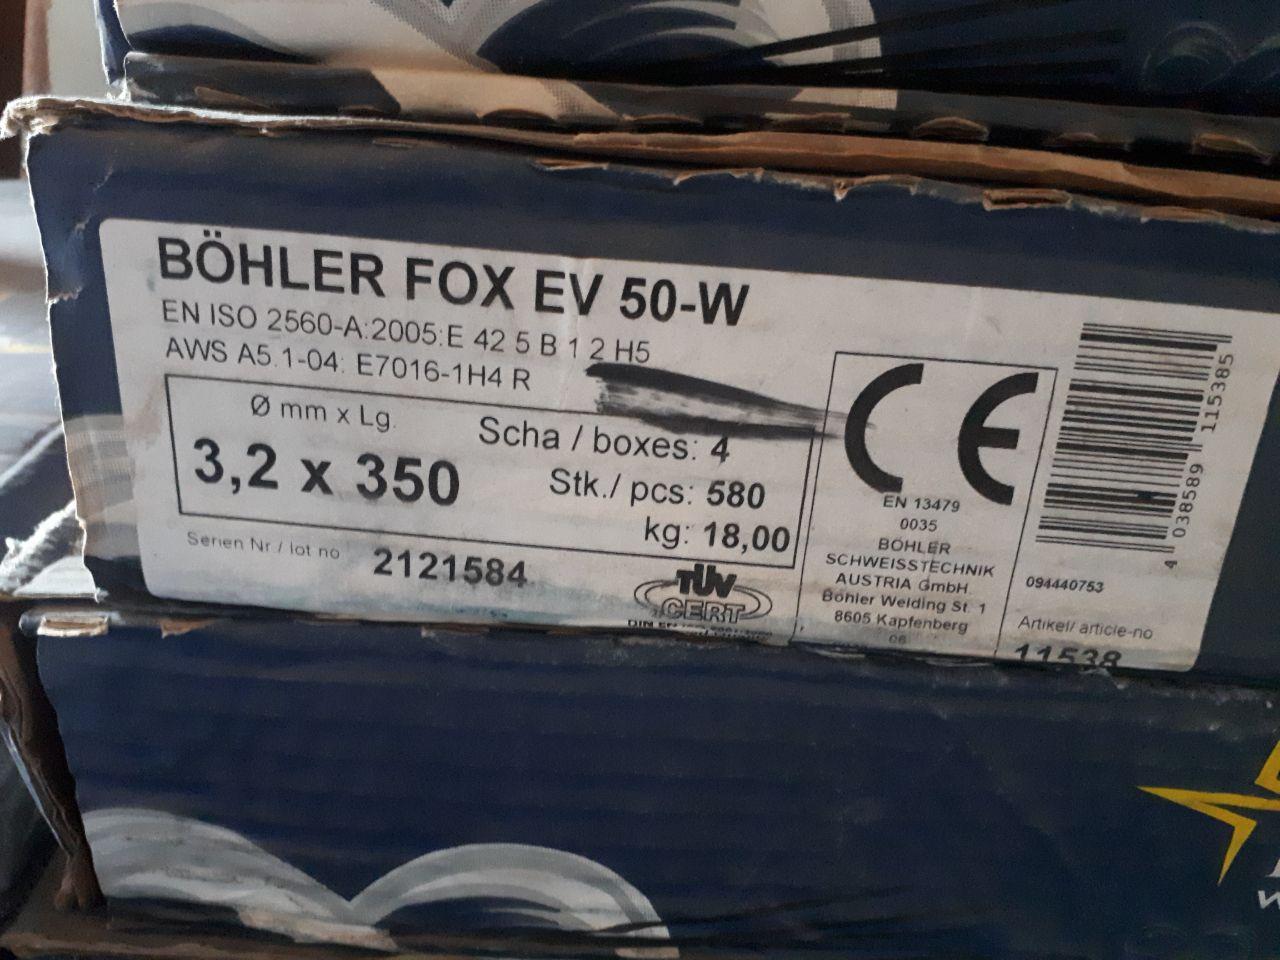 BÖHLER FOX EV 50-W
EN ISO 2560-A:2005:E 42 5 B 1 2 H5
AWS A5.1-04: E7016-1H4 R
Ø mm x Lg.
3,2 x 350
Scha / boxes: 4
Stk./ pcs: 580
kg: 18,00
Serien Nr / lot no 2121584
TÜV
CERT
DIN EN
CE
EN 13479
0035
BÖHLER
SCHWEISSTECHNIK
AUSTRIA GmbH
Böhler Welding St. 1
8605 Kapfenberg
06
4 038589 115385
094440753
Artikel/ article-no
11538